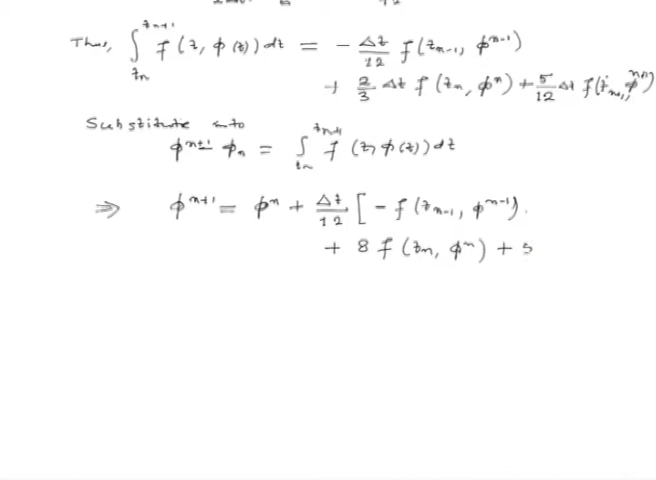 Thus, ∫_{t_n}^{t_{n+1}} f(t, φ(t)) dt = - Δt/12 f(t_{n-1}, φ^{n-1})
+ 2/3 Δt f(t_n, φ^n) + 5/12 Δt f(t_{n+1}, φ^{n+1})
Substitute into
φ^{n+1} - φ_n = ∫_{t_n}^{t_{n+1}} f(t, φ(t)) dt
⇒ φ^{n+1} = φ^n + Δt/12 [ - f(t_{n-1}, φ^{n-1})
+ 8 f(t_n, φ^n) + 5